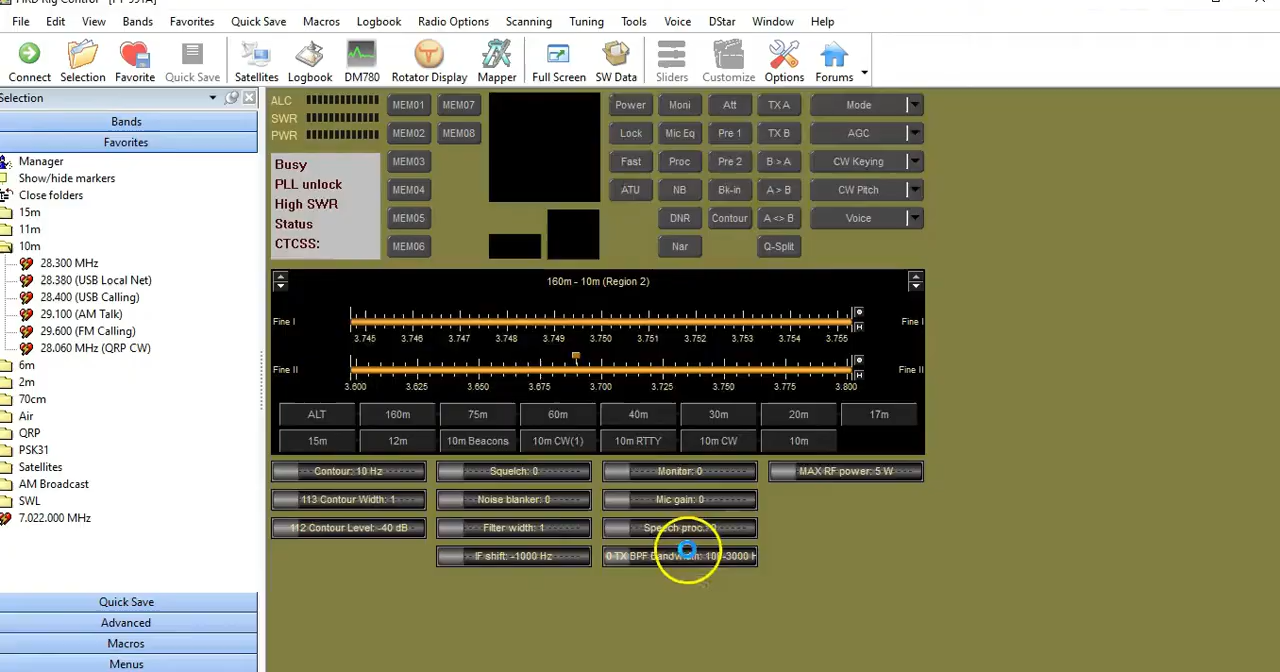 File Edit View Bands Favorites Quick Save Macros Logbook Radio Options Scanning Tuning Tools Voice DStar Window Help
Connect Selection Favorite Quick Save Satellites Logbook DM780 Rotator Display Mapper Full Screen SW Data Sliders Customize Options Forums
Selection
Bands
Favorites
Manager
Show/hide markers
Close folders
15m
11m
10m
28.300 MHz
28.380 (USB Local Net)
28.400 (USB Calling)
29.100 (AM Talk)
29.600 (FM Calling)
28.060 MHz (QRP CW)
6m
2m
70cm
Air
QRP
PSK31
Satellites
AM Broadcast
SWL
7.022.000 MHz
Quick Save
Advanced
Macros
Menus
ALC
SWR
PWR
Busy
PLL unlock
High SWR
Status
CTCSS:
MEM01 MEM07
MEM02 MEM08
MEM03
MEM04
MEM05
MEM06
Power Moni Att TX A Mode
Lock Mic Eq Pre 1 TX B AGC
Fast Proc Pre 2 B > A CW Keying
ATU NB Bk-in A > B CW Pitch
DNR Contour A <> B Voice
Nar Q-Split
160m - 10m (Region 2)
Fine I Fine I
3.745 3.746 3.747 3.748 3.749 3.750 3.751 3.752 3.753 3.754 3.755
Fine II Fine II
3.600 3.625 3.650 3.675 3.700 3.725 3.750 3.775 3.800
ALT 160m 75m 60m 40m 30m 20m 17m
15m 12m 10m Beacons 10m CW(1) 10m RTTY 10m CW 10m
Contour: 10 Hz Squelch: 0 Monitor: 0 MAX RF power: 5 W
113 Contour Width: 1 Noise blanker: 0 Mic gain: 0
112 Contour Level: -40 dB Filter width: 1 Speech proc.:
IF shift: -1000 Hz 0 TX BPF Bandwidth: 100-3000 H